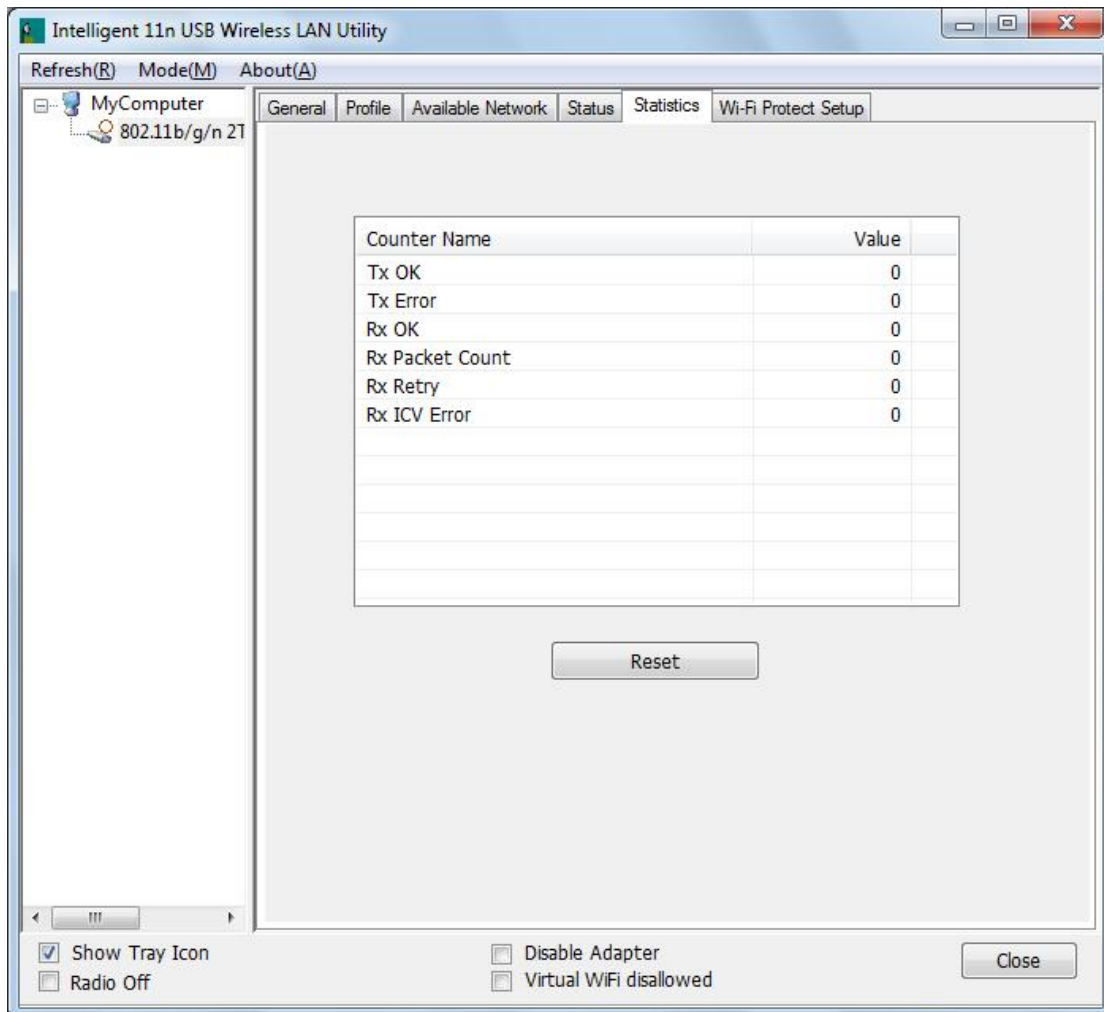 Intelligent 11n USB Wireless LAN Utility
Refresh(R) Mode(M) About(A)
MyComputer
802.11b/g/n 2T
General Profile Available Network Status Statistics Wi-Fi Protect Setup
Counter Name Value
Tx OK 0
Tx Error 0
Rx OK 0
Rx Packet Count 0
Rx Retry 0
Rx ICV Error 0
Reset
Show Tray Icon Disable Adapter
Radio Off Virtual WiFi disallowed
Close